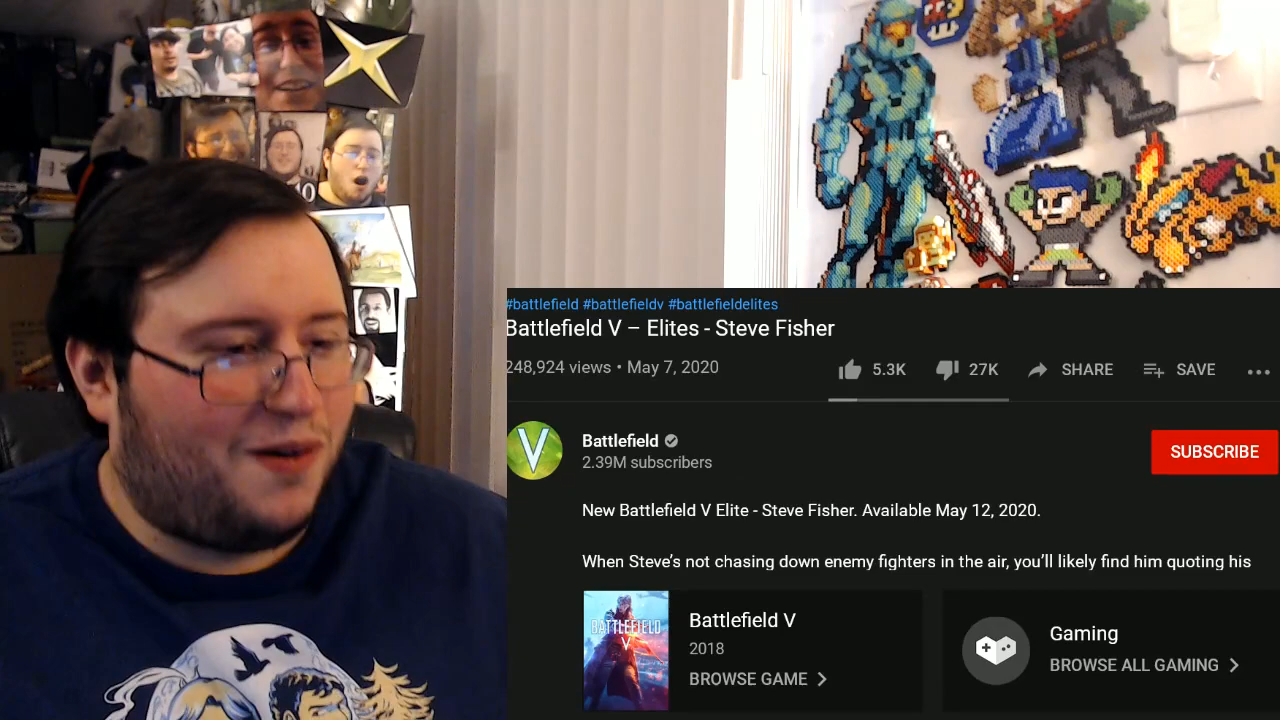 #battlefield #battlefieldv #battlefieldelites
Battlefield V – Elites - Steve Fisher
248,924 views • May 7, 2020
5.3K 27K SHARE SAVE
V
Battlefield
2.39M subscribers
SUBSCRIBE
New Battlefield V Elite - Steve Fisher. Available May 12, 2020.
When Steve's not chasing down enemy fighters in the air, you'll likely find him quoting his
BATTLEFIELD
V
Battlefield V
2018
BROWSE GAME
Gaming
BROWSE ALL GAMING